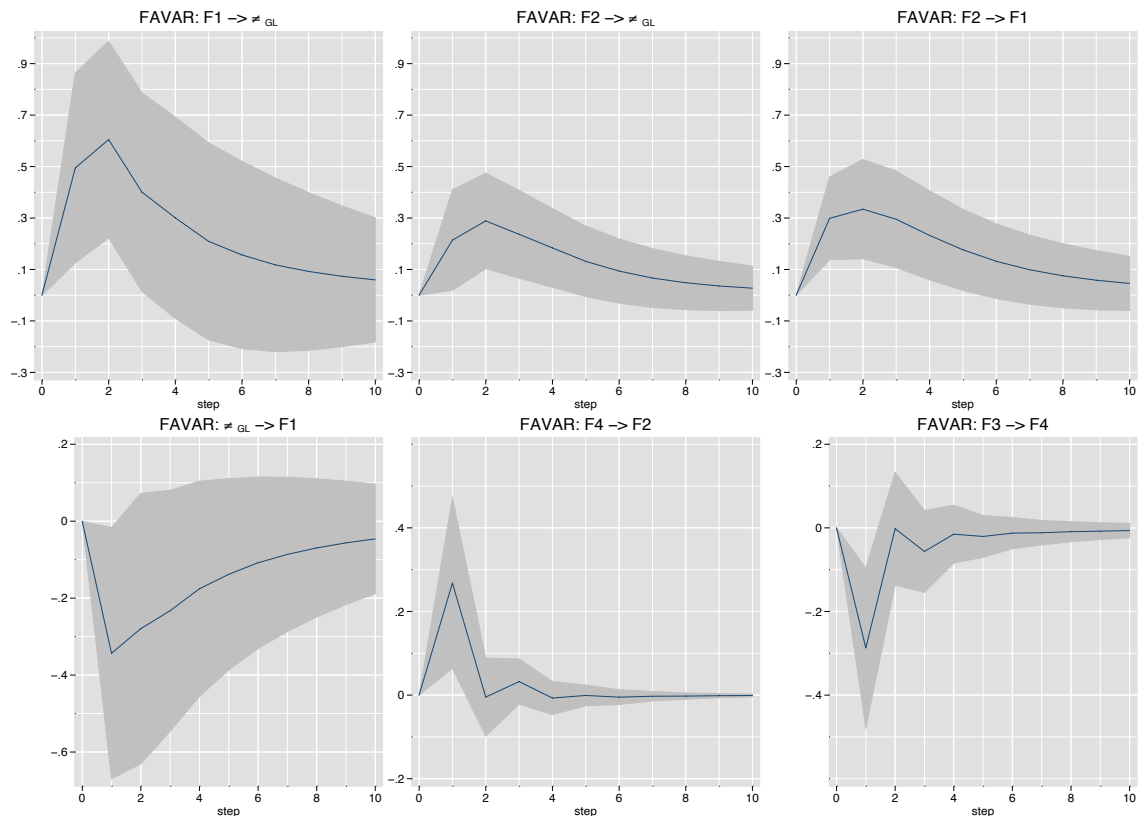 FAVAR: F1 –> ≠ GL
.9
.7
.5
.3
.1
–.1
–.3
0 2 4 6 8 10
step
FAVAR: F2 –> ≠ GL
.9
.7
.5
.3
.1
–.1
–.3
0 2 4 6 8 10
step
FAVAR: F2 –> F1
.9
.7
.5
.3
.1
–.1
–.3
0 2 4 6 8 10
step
FAVAR: ≠ GL –> F1
.2
0
–.2
–.4
–.6
0 2 4 6 8 10
step
FAVAR: F4 –> F2
.4
.2
0
–.2
0 2 4 6 8 10
step
FAVAR: F3 –> F4
.2
0
–.2
–.4
0 2 4 6 8 10
step